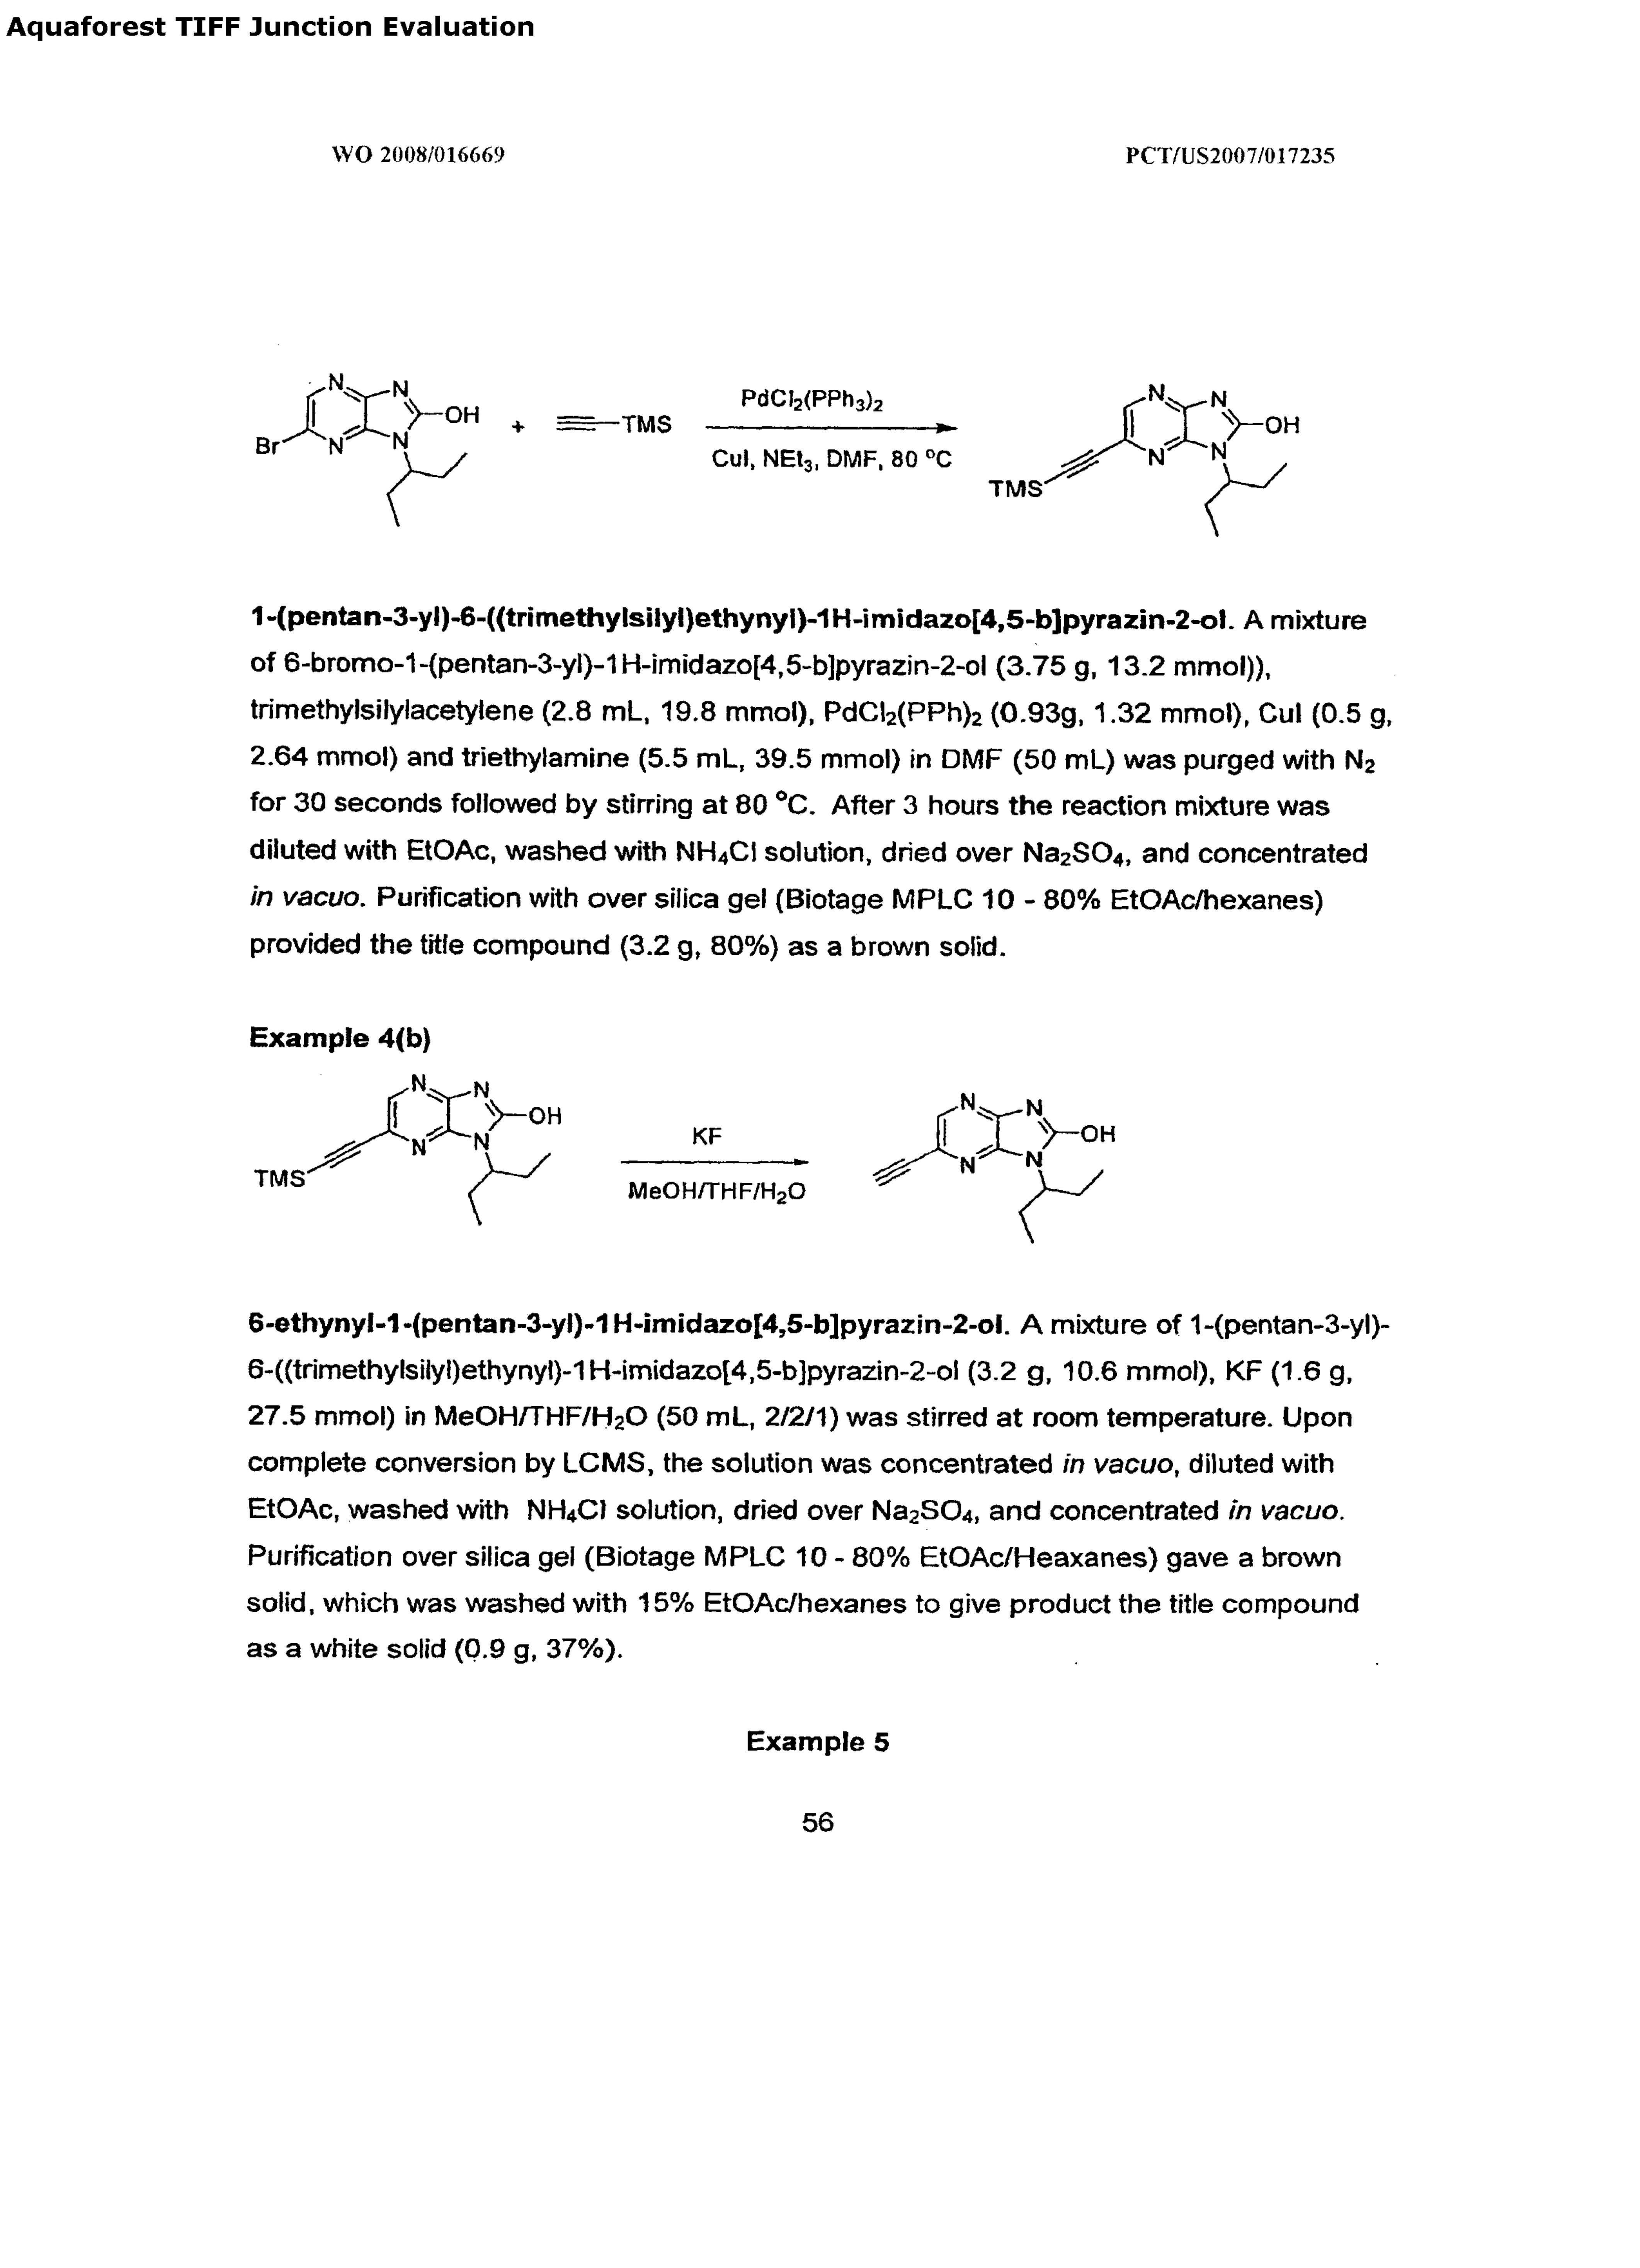 Aquaforest TIFF Junction Evaluation
WO 2008/016669 PCT/US2007/017235
N N OH Br N N + TMS PdCl2(PPh3)2 CuI, NEt3, DMF, 80 °C TMS N N OH N N
1-(pentan-3-yl)-6-((trimethylsilyl)ethynyl)-1H-imidazo[4,5-b]pyrazin-2-ol. A mixture
of 6-bromo-1-(pentan-3-yl)-1H-imidazo[4,5-b]pyrazin-2-ol (3.75 g, 13.2 mmol)),
trimethylsilylacetylene (2.8 mL, 19.8 mmol), PdCl2(PPh)2 (0.93g, 1.32 mmol), CuI (0.5 g,
2.64 mmol) and triethylamine (5.5 mL, 39.5 mmol) in DMF (50 mL) was purged with N2
for 30 seconds followed by stirring at 80 °C. After 3 hours the reaction mixture was
diluted with EtOAc, washed with NH4Cl solution, dried over Na2SO4, and concentrated
in vacuo. Purification with over silica gel (Biotage MPLC 10 - 80% EtOAc/hexanes)
provided the title compound (3.2 g, 80%) as a brown solid.
Example 4(b)
N N OH N N TMS KF MeOH/THF/H2O N N OH N N
6-ethynyl-1-(pentan-3-yl)-1H-imidazo[4,5-b]pyrazin-2-ol. A mixture of 1-(pentan-3-yl)-
6-((trimethylsilyl)ethynyl)-1H-imidazo[4,5-b]pyrazin-2-ol (3.2 g, 10.6 mmol), KF (1.6 g,
27.5 mmol) in MeOH/THF/H2O (50 mL, 2/2/1) was stirred at room temperature. Upon
complete conversion by LCMS, the solution was concentrated in vacuo, diluted with
EtOAc, washed with NH4Cl solution, dried over Na2SO4, and concentrated in vacuo.
Purification over silica gel (Biotage MPLC 10 - 80% EtOAc/Heaxanes) gave a brown
solid, which was washed with 15% EtOAc/hexanes to give product the title compound
as a white solid (0.9 g, 37%).
Example 5
56